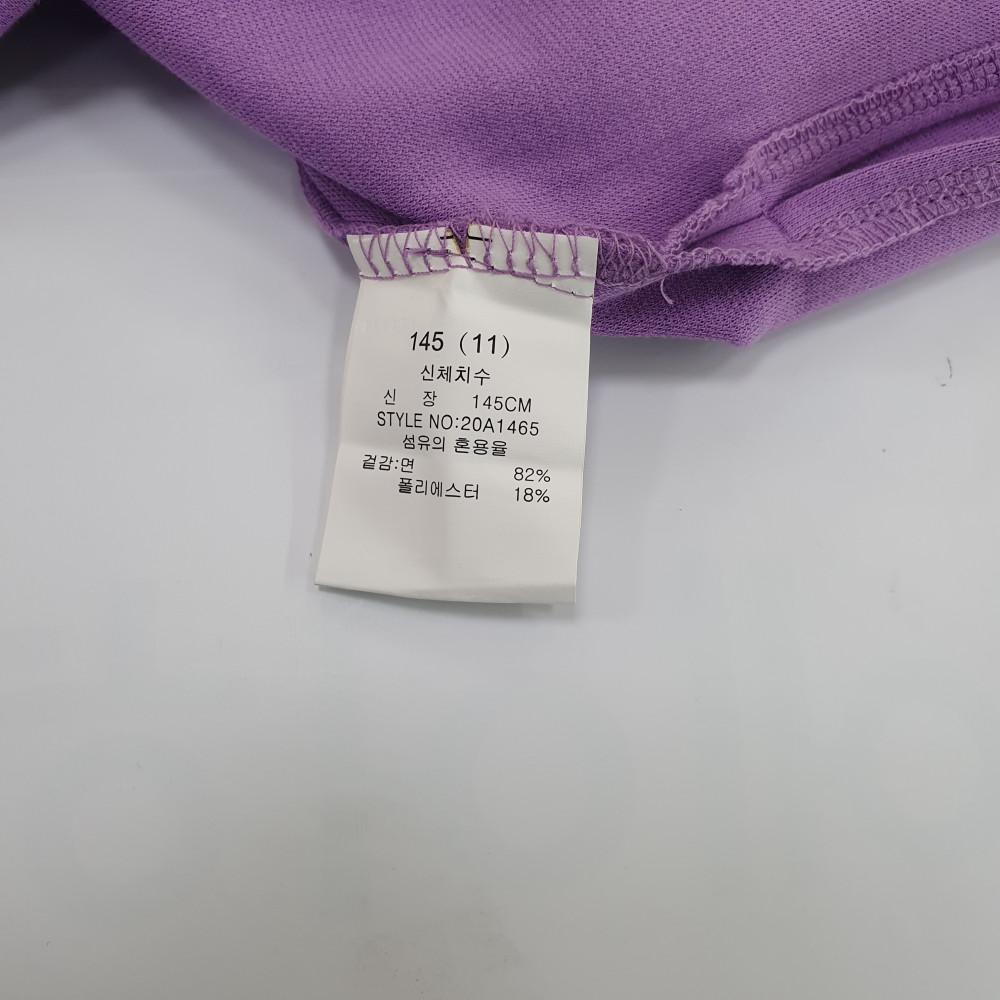 145 (11)
신체치수
신 장 145CM
STYLE NO:20A1465
섬유의 혼용율
겉감:면 82%
폴리에스터 18%